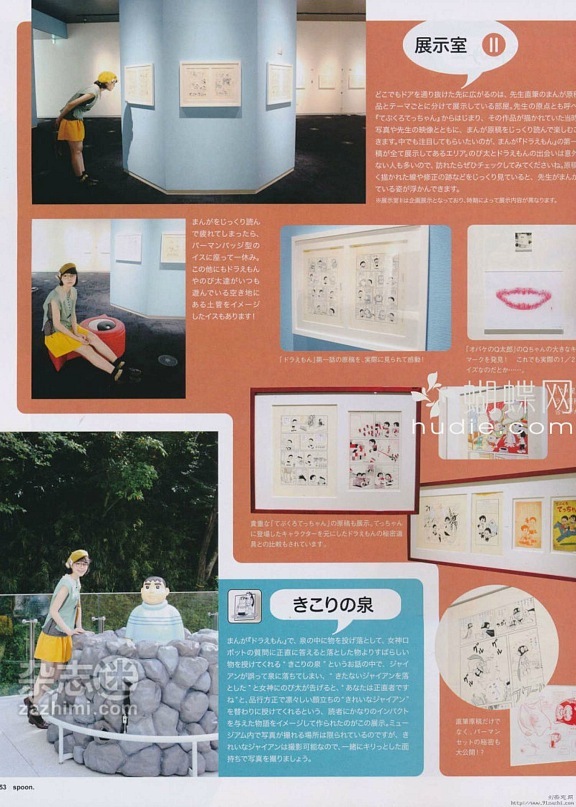 展示室 II
どこでもドアを通り抜けた先に広がるのは、先生直筆のまんが原稿
品とテーマごとに分けて展示している部屋。先生の原点とも呼べ
『てぶくろてっちゃん』からはじまり、その作品が描かれていた当時
写真や先生の映像とともに、まんが原稿をじっくり読んで楽しむこ
きます。中でも注目してもらいたいのが、まんが『ドラえもん』の第一
稿が全て展示してあるエリア。のび太とドラえもんの出会いは意外
ない人も多いので、訪れたらぜひチェックしてみてくださいね。原稿
く描かれた線や修正の跡などをじっくり見ていると、先生がまんが
ている姿が浮かんできます。
※展示室Ⅱは企画展示となっており、時期によって展示内容が異なります。
まんがをじっくり読ん
で疲れてしまったら、
パーマンバッジ型の
イスに座って一休み。
この他にもドラえもん
やのび太達がいつも
遊んでいる空き地に
ある土管をイメージ
したイスもあります!
「ドラえもん」第一話の原稿を、実際に見られて感動!
「オバケのQ太郎」のQちゃんの大きなキ
マークを発見! これでも実際の1/2
イズなのだとか……
蝴蝶网
hudie.com
貴重な「てぶくろてっちゃん」の原稿も展示。てっちゃん
に登場したキャラクターを元にしたドラえもんの秘密道
具との比較もされています。
きこりの泉
まんが『ドラえもん』で、泉の中に物を投げ落として、女神ロ
ボットの質問に正直に答えると落とした物よりすばらしい
物を授けてくれる"きこりの泉"というお話の中で、ジャイ
アンが誤って泉に落ちてしまい、"きたないジャイアンを落
とした"と女神にのび太が告げると、"あなたは正直者です
ね"と、品行方正で凛々しい顔立ちの"きれいなジャイアン"
を替わりに授けてくれるという、読者にかなりのインパクト
を与えた物語をイメージして作られたのがこの展示。ミュー
ジアム内で写真が撮れる場所は限られているのですが、き
れいなジャイアンは撮影可能なので、一緒にキリッとした面
持ちで写真を撮りましょう。
直筆原稿だけで
なく、パーマン
セットの秘密も
大公開!?
杂志迷
zazhimi.com
53 spoon.